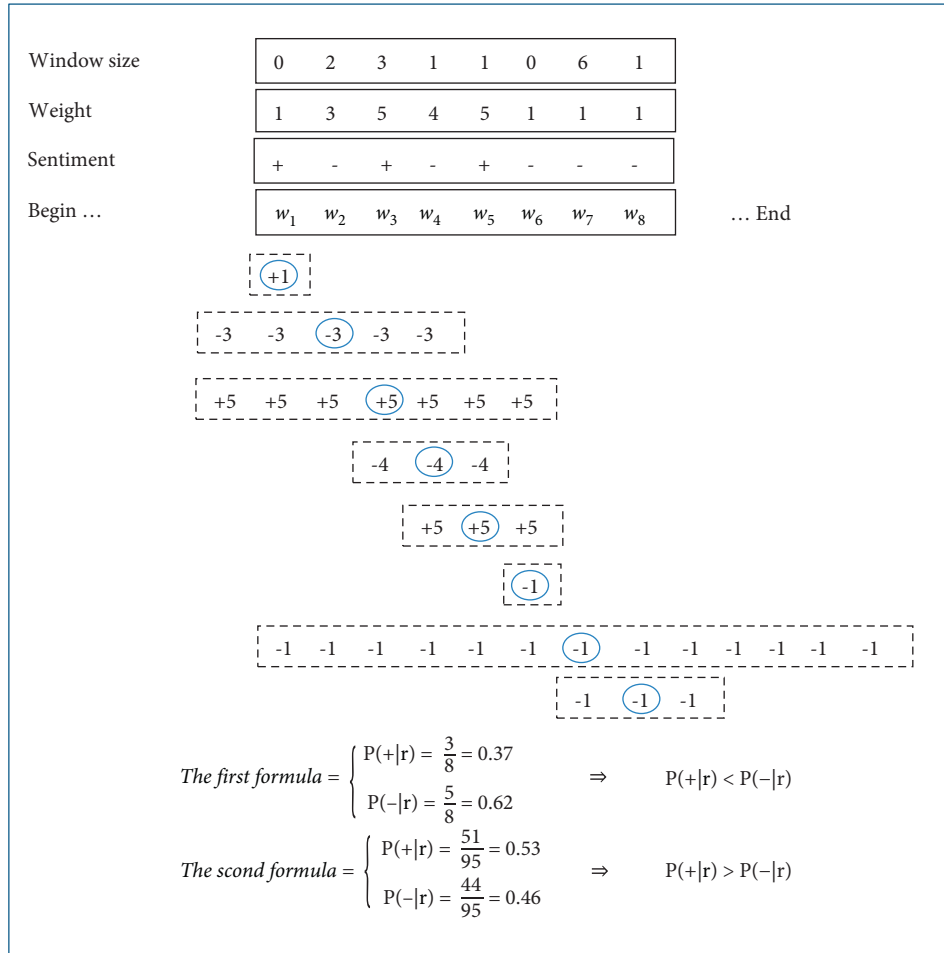 Window size 0 2 3 1 1 0 6 1
Weight 1 3 5 4 5 1 1 1
Sentiment + - + - + - - -
Begin … w1 w2 w3 w4 w5 w6 w7 w8 … End
+1
-3 -3 -3 -3 -3
+5 +5 +5 +5 +5 +5 +5
-4 -4 -4
+5 +5 +5
-1
-1 -1 -1 -1 -1 -1 -1 -1 -1 -1 -1 -1 -1
-1 -1 -1
The first formula = { P(+|r) = 3/8 = 0.37 ⇒ P(+|r) < P(−|r)
P(−|r) = 5/8 = 0.62
The scond formula = { P(+|r) = 51/95 = 0.53 ⇒ P(+|r) > P(−|r)
P(−|r) = 44/95 = 0.46